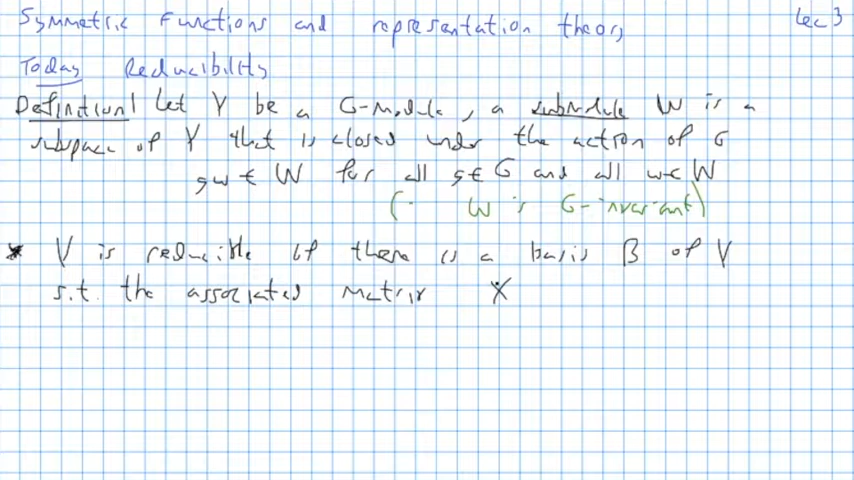 Symmetric Functions and representation theory Lec 3
Today Reducibility
Definition Let V be a G-module, a submodule W is a
subspace of V that is closed under the action of G
gw ∈ W for all g ∈ G and all w ∈ W
( W is G-invariant)
* V is reducible if there is a basis B of V
s.t. the associated matrix X